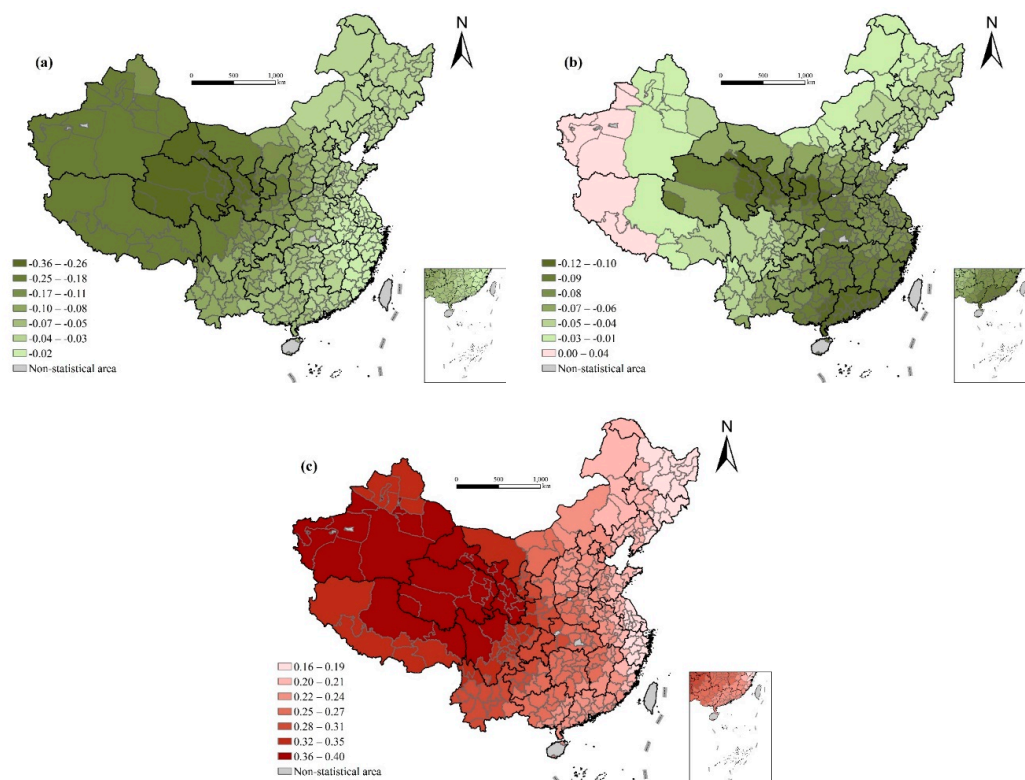 (a)
N
0 500 1,000
km
-0.36 – -0.26
-0.25 – -0.18
-0.17 – -0.11
-0.10 – -0.08
-0.07 – -0.05
-0.04 – -0.03
-0.02
Non-statistical area
(b)
N
0 500 1,000
km
-0.12 – -0.10
-0.09
-0.08
-0.07 – -0.06
-0.05 – -0.04
-0.03 – -0.01
0.00 – 0.04
Non-statistical area
(c)
N
0 500 1,000
km
0.16 – 0.19
0.20 – 0.21
0.22 – 0.24
0.25 – 0.27
0.28 – 0.31
0.32 – 0.35
0.36 – 0.40
Non-statistical area